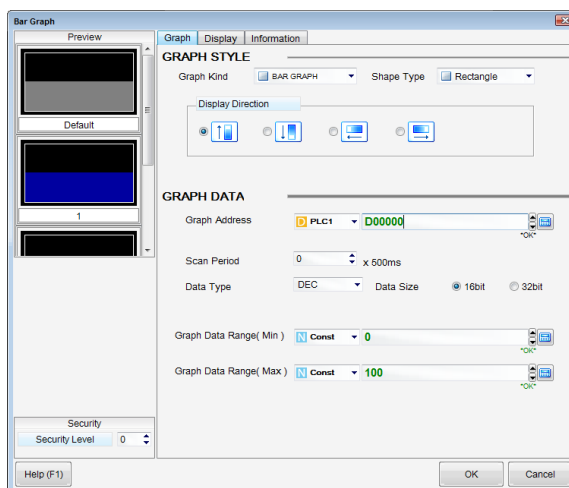 Bar Graph
Preview
Default
1
Security
Security Level 0
Graph Display Information
GRAPH STYLE
Graph Kind BAR GRAPH Shape Type Rectangle
Display Direction
GRAPH DATA
Graph Address D PLC1 D00000 *OK*
Scan Period 0 x 500ms
Data Type DEC Data Size 16bit 32bit
Graph Data Range( Min ) N Const 0 *OK*
Graph Data Range( Max ) N Const 100 *OK*
Help (F1) OK Cancel